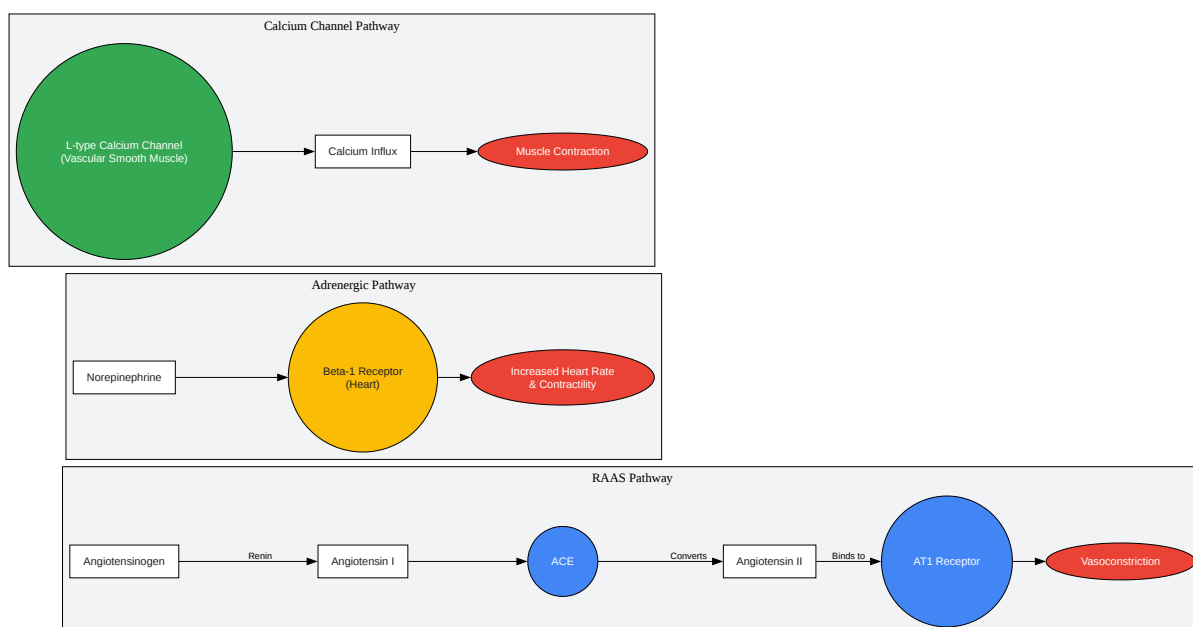 Calcium Channel Pathway
L-type Calcium Channel
(Vascular Smooth Muscle)
Calcium Influx
Muscle Contraction
Adrenergic Pathway
Norepinephrine
Beta-1 Receptor
(Heart)
Increased Heart Rate
& Contractility
RAAS Pathway
Angiotensinogen
Renin
Angiotensin I
ACE
Converts
Angiotensin II
Binds to
AT1 Receptor
Vasoconstriction